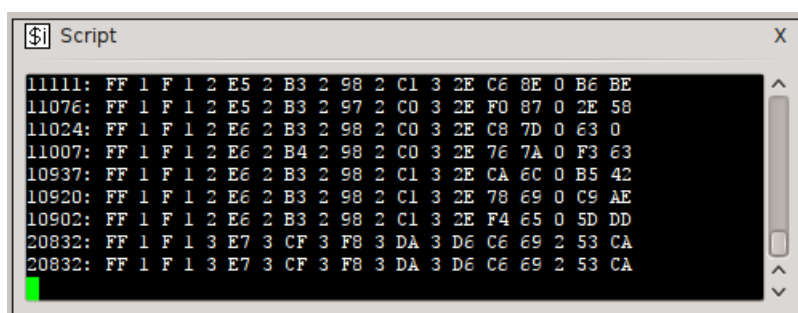 $i Script X
11111: FF 1 F 1 2 E5 2 B3 2 98 2 C1 3 2E C6 8E 0 B6 BE
11076: FF 1 F 1 2 E5 2 B3 2 97 2 C0 3 2E F0 87 0 2E 58
11024: FF 1 F 1 2 E6 2 B3 2 98 2 C0 3 2E C8 7D 0 63 0
11007: FF 1 F 1 2 E6 2 B4 2 98 2 C0 3 2E 76 7A 0 F3 63
10937: FF 1 F 1 2 E6 2 B3 2 98 2 C1 3 2E CA 6C 0 B5 42
10920: FF 1 F 1 2 E6 2 B3 2 98 2 C1 3 2E 78 69 0 C9 AE
10902: FF 1 F 1 2 E6 2 B3 2 98 2 C1 3 2E F4 65 0 5D DD
20832: FF 1 F 1 3 E7 3 CF 3 F8 3 DA 3 D6 C6 69 2 53 CA
20832: FF 1 F 1 3 E7 3 CF 3 F8 3 DA 3 D6 C6 69 2 53 CA